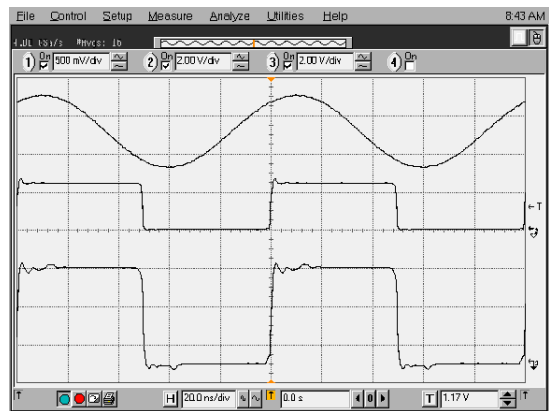 File Control Setup Measure Analyze Utilities Help 8:43 AM
1) On 500 mV/div 2) On 2.00 V/div 3) On 2.00 V/div 4) On
T
H 20.0 ns/div T 0.0 s 0 T 1.17 V